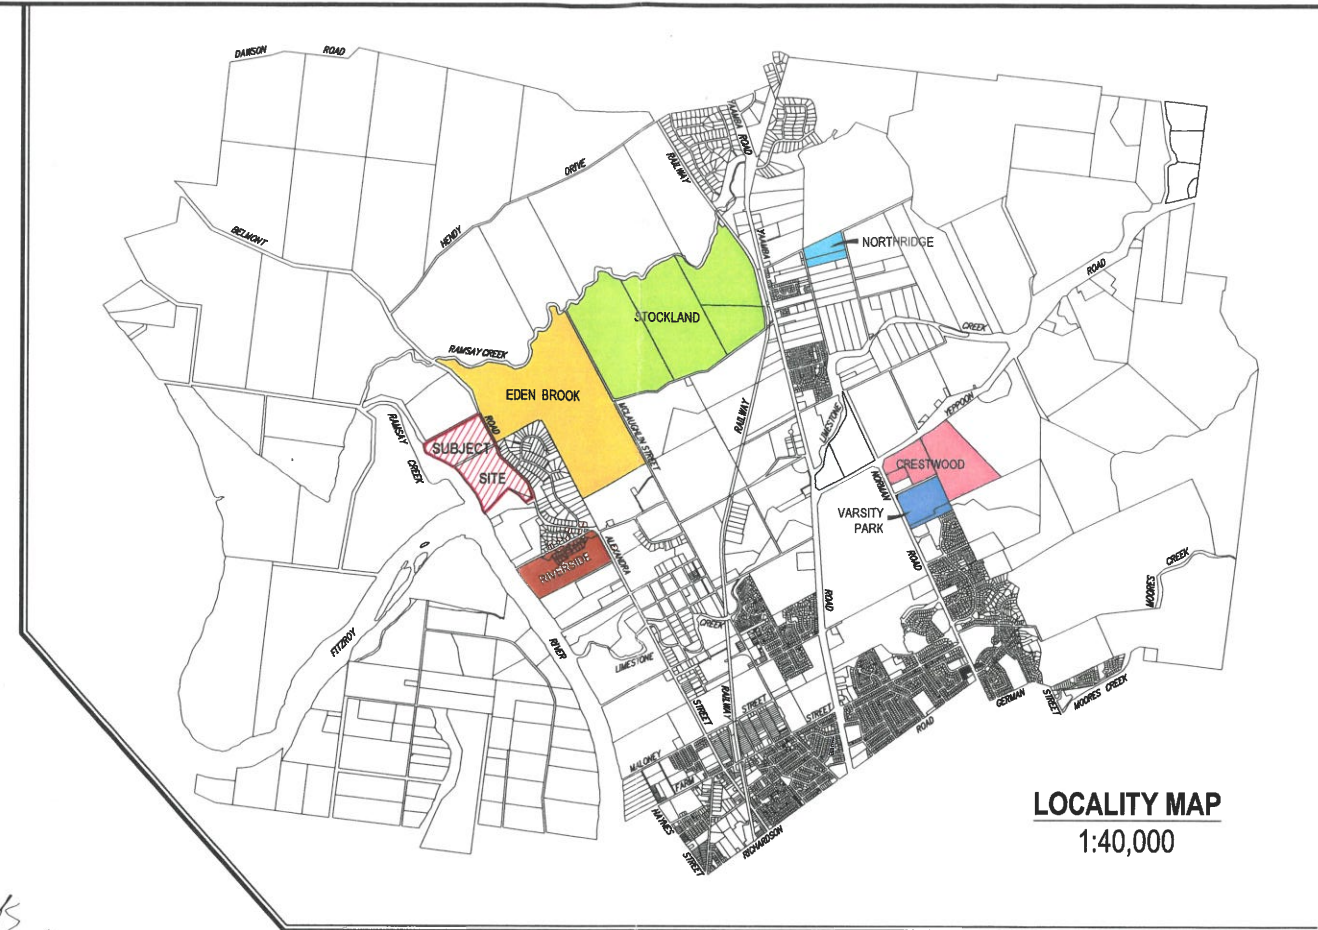 DAWSON ROAD
YAAMBA ROAD
RAILWAY
DRIVE
HENDY
BELMONT
YAAMBA
NORTHRIDGE
ROAD
STOCKLAND
CREEK
RAMSAY CREEK
EDEN BROOK
YEPPOON
MCLAUGHLIN STREET
RAILWAY
LIMESTONE
ROAD
RAMSAY CREEK
SUBJECT
SITE
CRESTWOOD
NORMAN
VARSITY
PARK
ROAD
ALEXANDRA
RIVERSIDE
MOORES CREEK
ROAD
FITZROY
RIVER
CREEK
LIMESTONE
RAILWAY
STREET
STREET
STREET
GERMAN
STREET
MOORES CREEK
ROAD
MALONEY
FARM
HAYNES
STREET
RICHARDSON
LOCALITY MAP
1:40,000